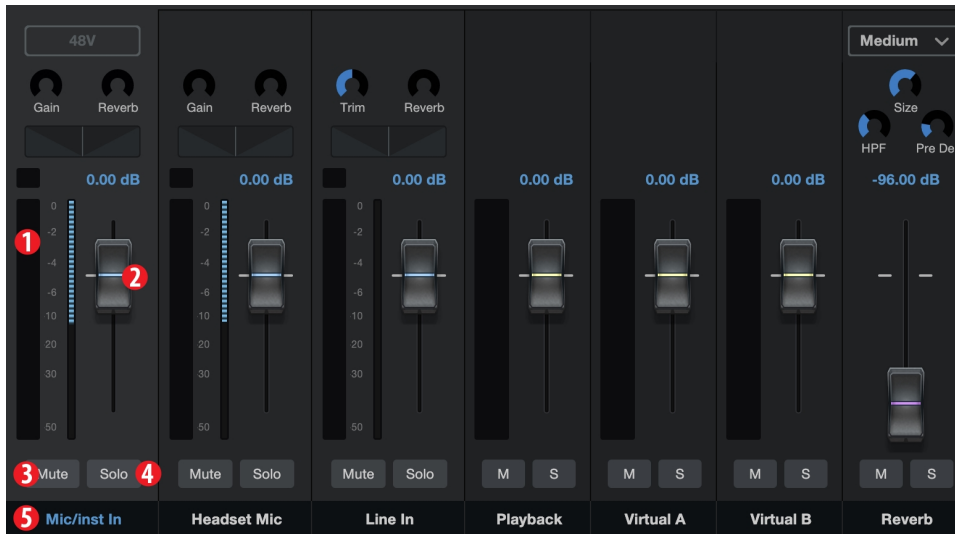 48V
Medium
Gain Reverb Gain Reverb Trim Reverb Size
HPF Pre De
0.00 dB 0.00 dB 0.00 dB 0.00 dB 0.00 dB 0.00 dB -96.00 dB
0 0 0
1 -2 -2 -2
-4 -4 -4
2
-6 -6 -6
10 10 10
20 20 20
30 30 30
50 50 50
3 Mute Solo 4 Mute Solo Mute Solo M S M S M S M S
5 Mic/inst In Headset Mic Line In Playback Virtual A Virtual B Reverb